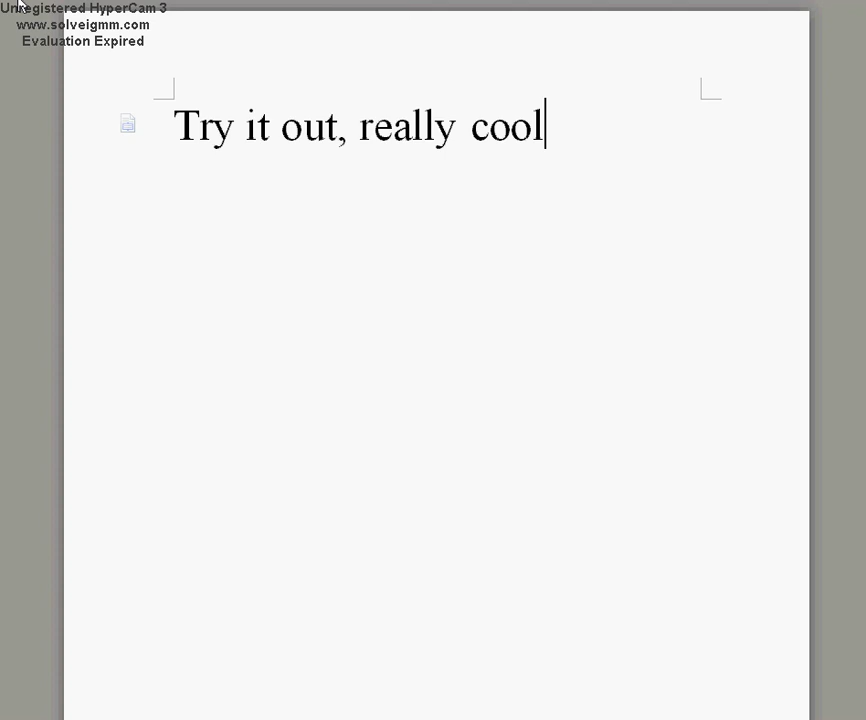 Unregistered HyperCam 3
www.solveigmm.com
Evaluation Expired
Try it out, really cool